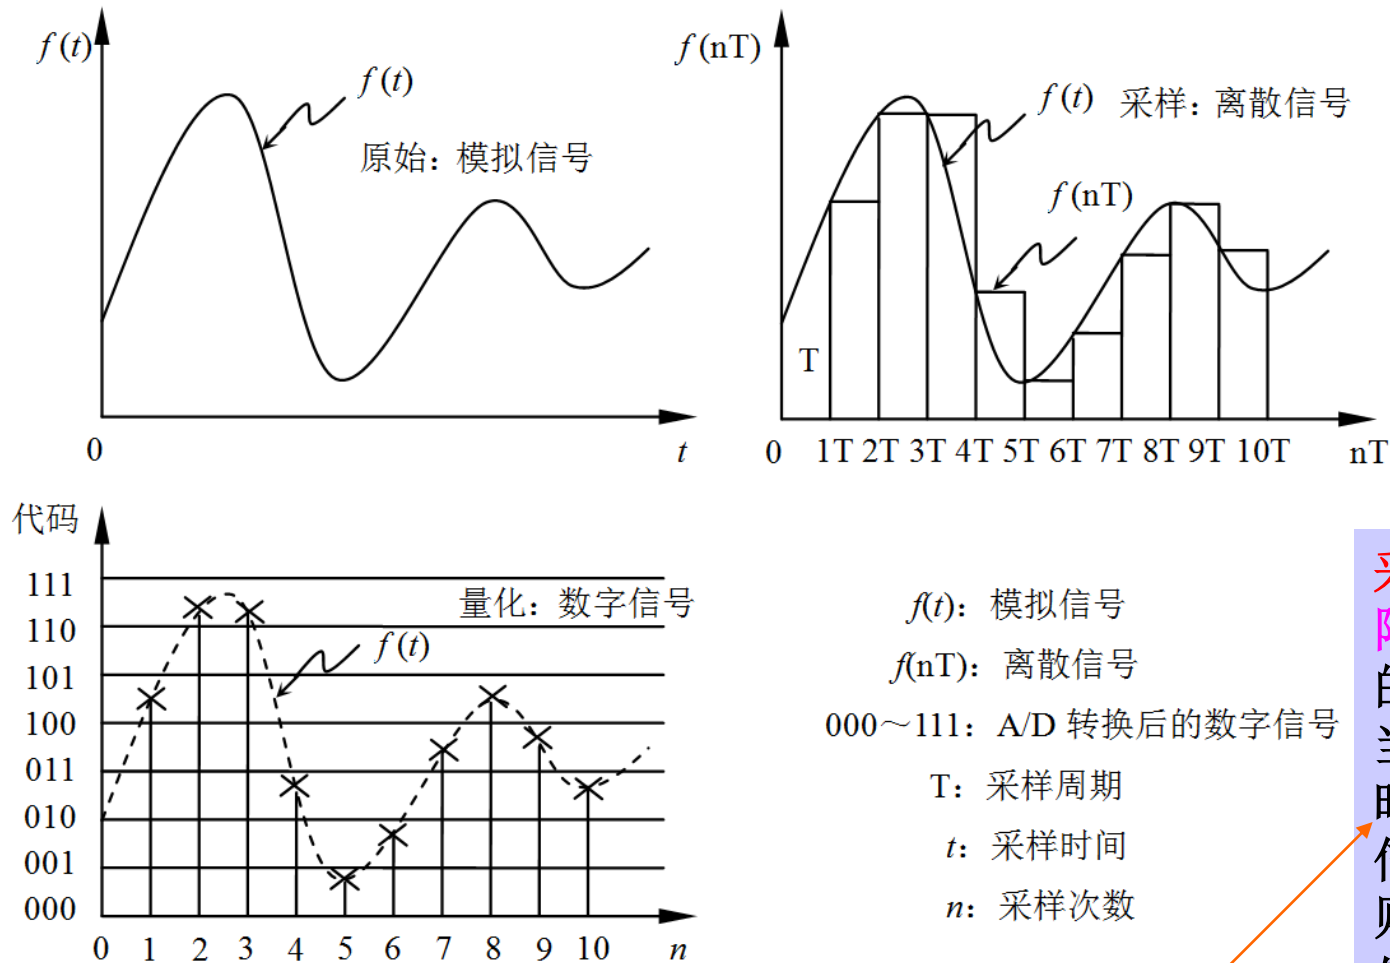 f(t)
f(t)
原始：模拟信号
0
t
f(nT)
f(t) 采样：离散信号
f(nT)
T
0 1T 2T 3T 4T 5T 6T 7T 8T 9T 10T nT
代码
111
110
101
100
011
010
001
000
量化：数字信号
f(t)
0 1 2 3 4 5 6 7 8 9 10 n
f(t)：模拟信号
f(nT)：离散信号
000～111：A/D 转换后的数字信号
T：采样周期
t：采样时间
n：采样次数